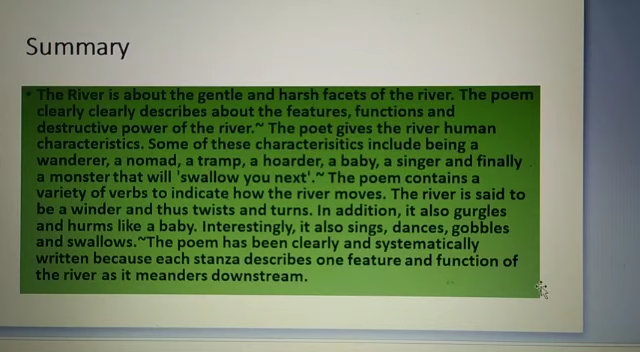 Summary
• The River is about the gentle and harsh facets of the river. The poem
clearly clearly describes about the features, functions and
destructive power of the river.~ The poet gives the river human
characteristics. Some of these characterisitics include being a
wanderer, a nomad, a tramp, a hoarder, a baby, a singer and finally
a monster that will 'swallow you next'.~ The poem contains a
variety of verbs to indicate how the river moves. The river is said to
be a winder and thus twists and turns. In addition, it also gurgles
and hurms like a baby. Interestingly, it also sings, dances, gobbles
and swallows.~The poem has been clearly and systematically
written because each stanza describes one feature and function of
the river as it meanders downstream.